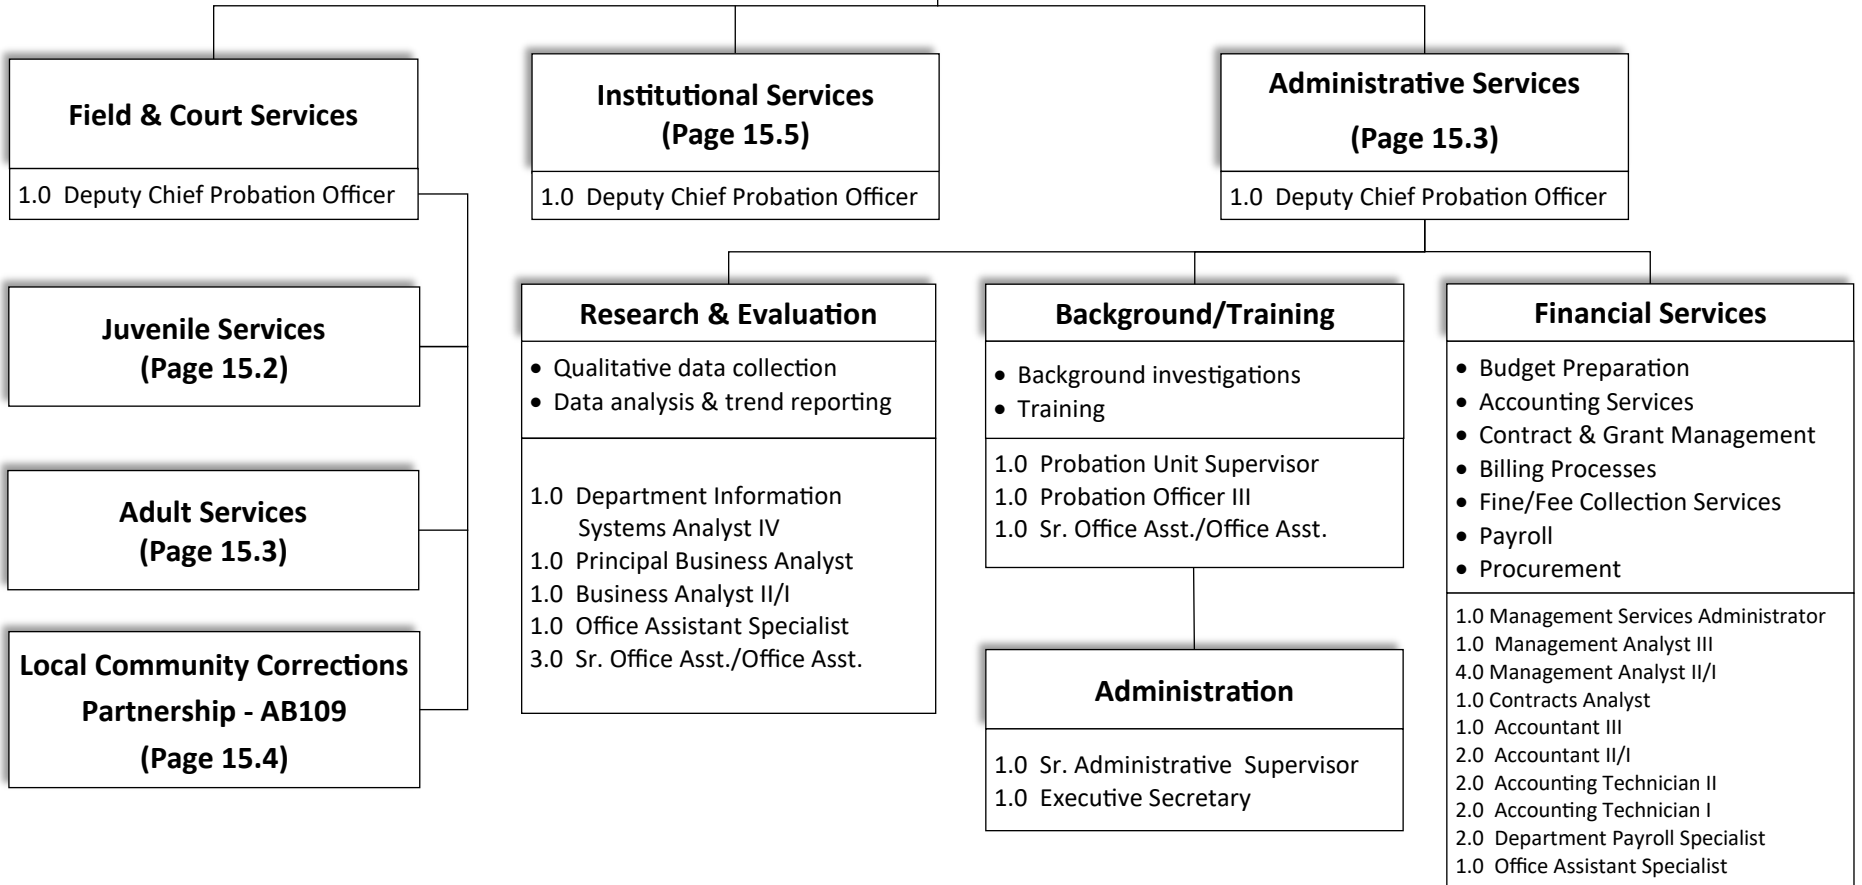 Field & Court Services
1.0 Deputy Chief Probation Officer
Institutional Services
(Page 15.5)
1.0 Deputy Chief Probation Officer
Administrative Services
(Page 15.3)
1.0 Deputy Chief Probation Officer
Juvenile Services
(Page 15.2)
Adult Services
(Page 15.3)
Local Community Corrections
Partnership - AB109
(Page 15.4)
Research & Evaluation
• Qualitative data collection
• Data analysis & trend reporting
1.0 Department Information
Systems Analyst IV
1.0 Principal Business Analyst
1.0 Business Analyst II/I
1.0 Office Assistant Specialist
3.0 Sr. Office Asst./Office Asst.
Background/Training
• Background investigations
• Training
1.0 Probation Unit Supervisor
1.0 Probation Officer III
1.0 Sr. Office Asst./Office Asst.
Administration
1.0 Sr. Administrative Supervisor
1.0 Executive Secretary
Financial Services
• Budget Preparation
• Accounting Services
• Contract & Grant Management
• Billing Processes
• Fine/Fee Collection Services
• Payroll
• Procurement
1.0 Management Services Administrator
1.0 Management Analyst III
4.0 Management Analyst II/I
1.0 Contracts Analyst
1.0 Accountant III
2.0 Accountant II/I
2.0 Accounting Technician II
2.0 Accounting Technician I
2.0 Department Payroll Specialist
1.0 Office Assistant Specialist